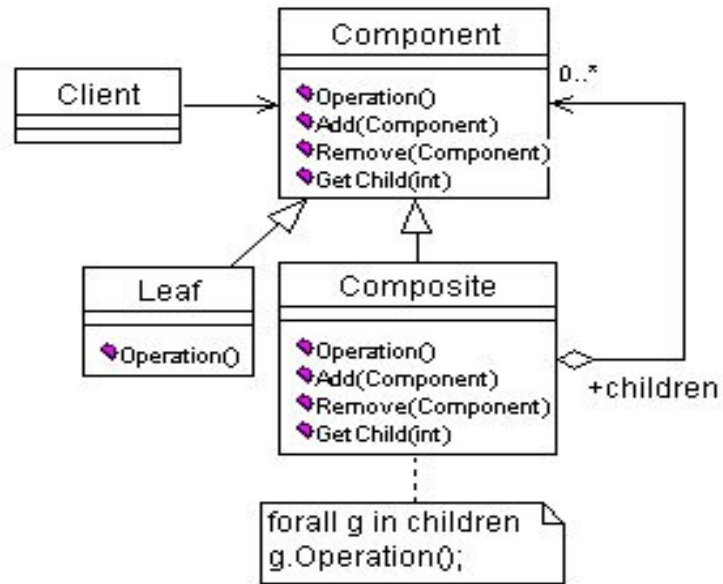 Component
0..*
Client
Operation()
Add(Component)
Remove(Component)
GetChild(int)
Leaf
Operation()
Composite
Operation()
Add(Component)
Remove(Component)
GetChild(int)
+children
forall g in children
g.Operation();